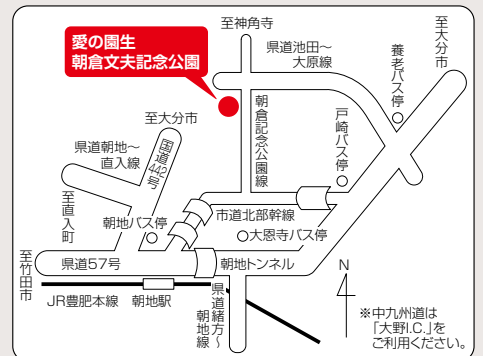 至神角寺
愛の園生
朝倉文夫記念公園
県道池田～
大原線
養老バス停
至大分市
至大分市
朝倉記念公園線
戸崎バス停
県道朝地～
直入線
国道442号
至直入町
朝地バス停
市道北部幹線
大恩寺バス停
至竹田市
県道57号
朝地トンネル
N
JR豊肥本線
朝地駅
県道緒方～
朝地線
※中九州道は
「大野I.C.」を
ご利用ください。